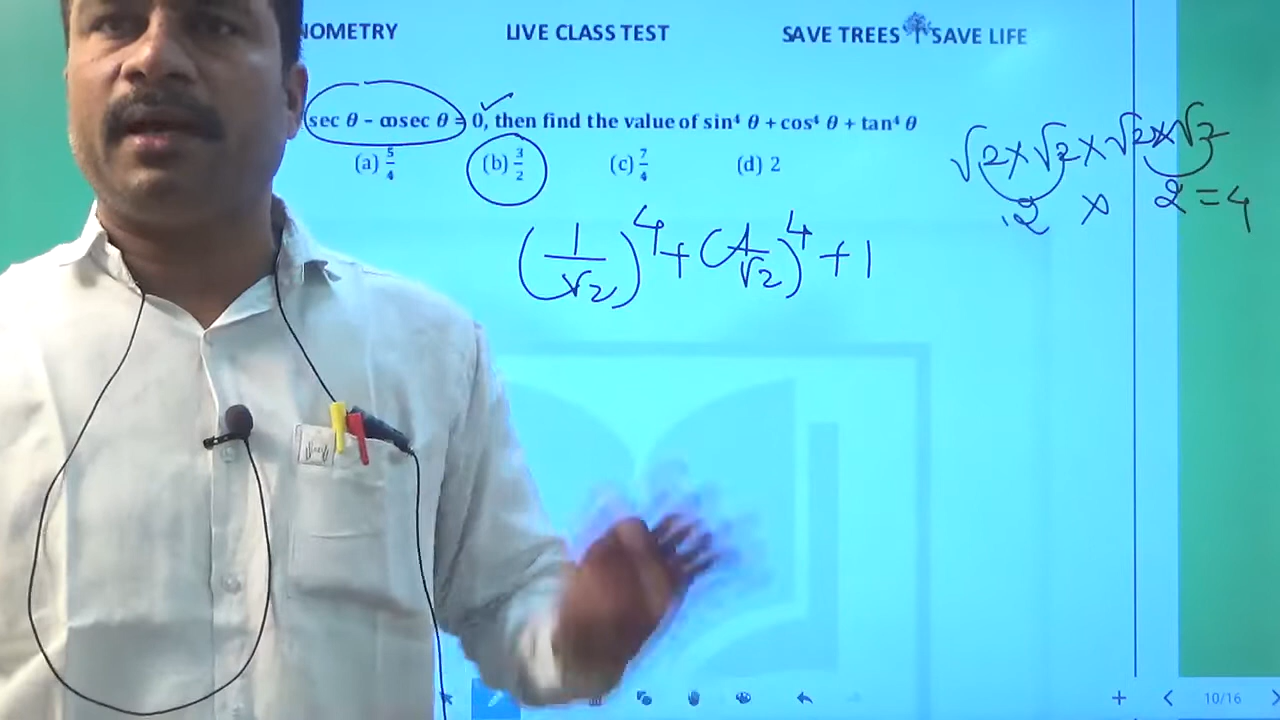 NOMETRY LIVE CLASS TEST SAVE TREES SAVE LIFE
sec θ – cosec θ = 0, then find the value of sin⁴ θ + cos⁴ θ + tan⁴ θ
(a) 5/4 (b) 3/2 (c) 7/4 (d) 2
√2 × √2 × √2 × √2
2 × 2 = 4
(1/√2)⁴ + (1/√2)⁴ + 1
10/16